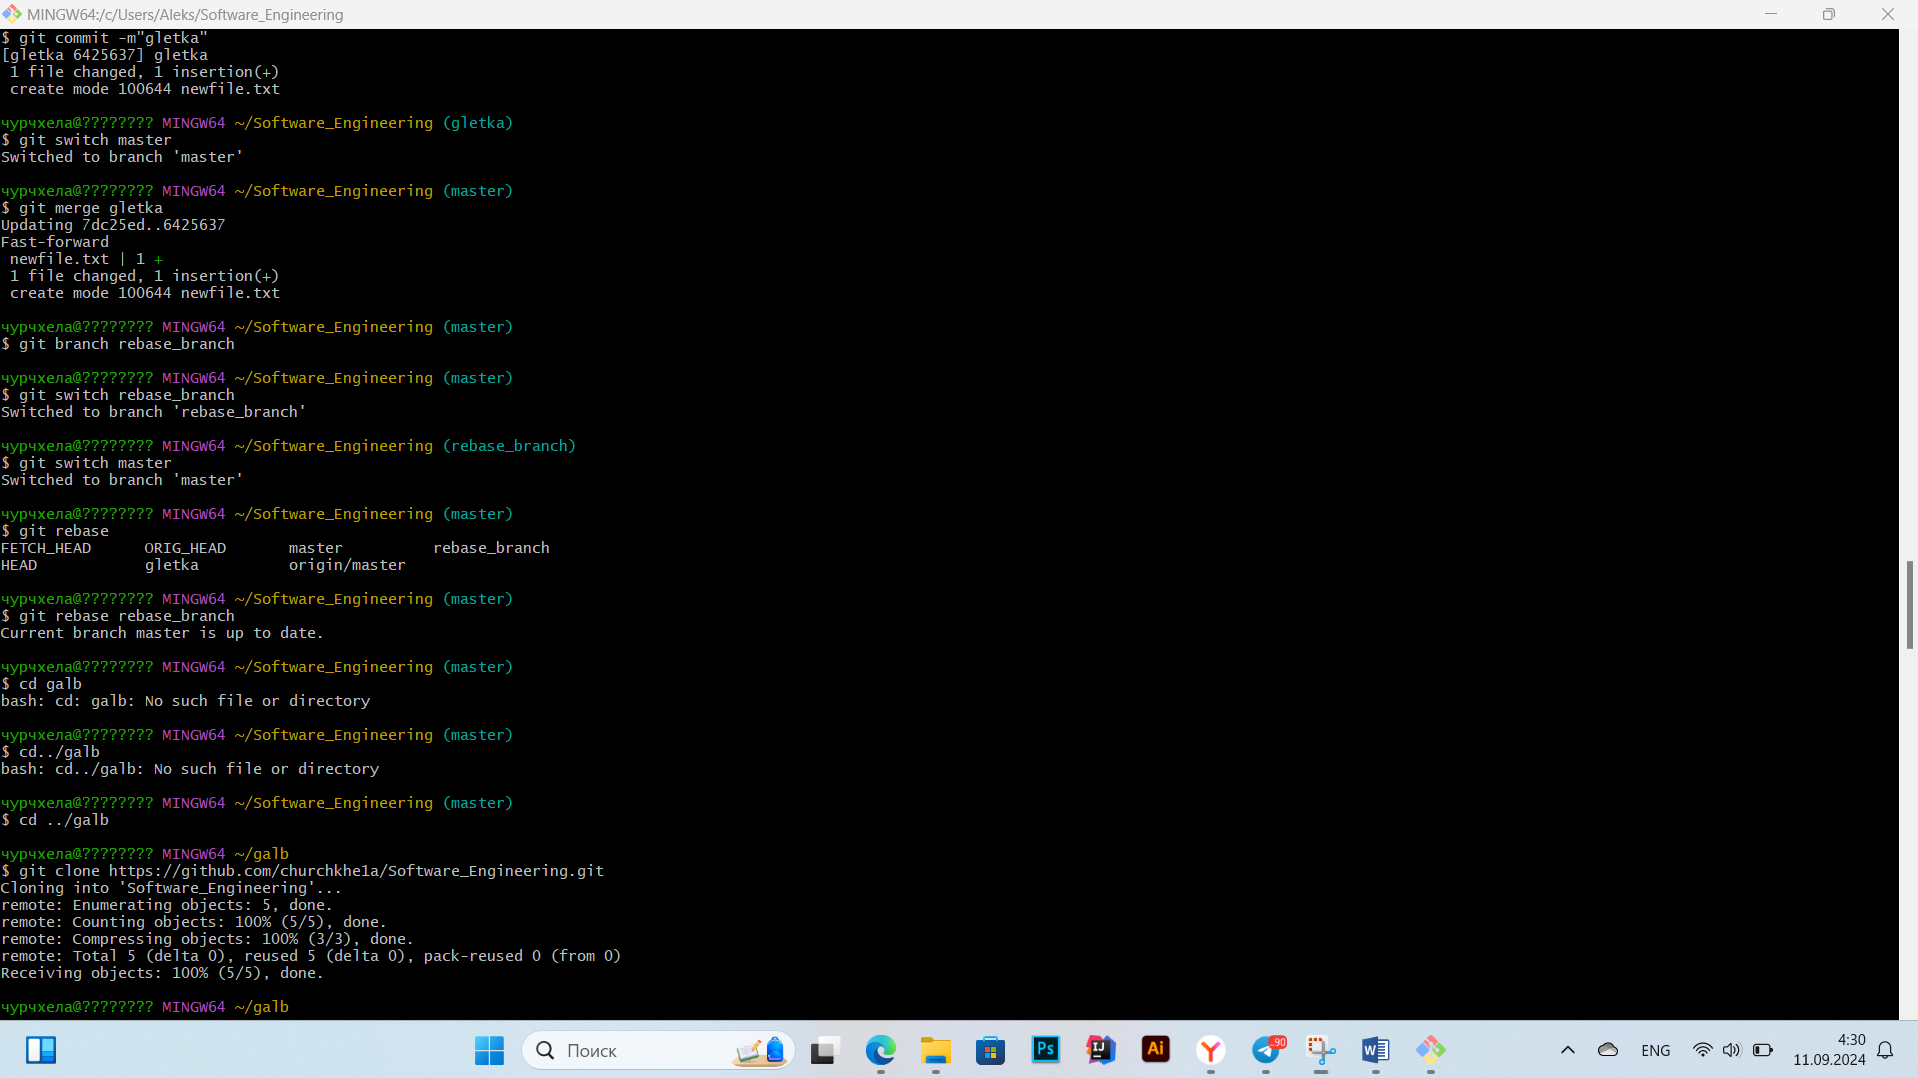 MINGW64:/c/Users/Aleks/Software_Engineering
$ git commit -m"gletka"
[gletka 6425637] gletka
 1 file changed, 1 insertion(+)
 create mode 100644 newfile.txt
чурчхела@???????? MINGW64 ~/Software_Engineering (gletka)
$ git switch master
Switched to branch 'master'
чурчхела@???????? MINGW64 ~/Software_Engineering (master)
$ git merge gletka
Updating 7dc25ed..6425637
Fast-forward
 newfile.txt | 1 +
 1 file changed, 1 insertion(+)
 create mode 100644 newfile.txt
чурчхела@???????? MINGW64 ~/Software_Engineering (master)
$ git branch rebase_branch
чурчхела@???????? MINGW64 ~/Software_Engineering (master)
$ git switch rebase_branch
Switched to branch 'rebase_branch'
чурчхела@???????? MINGW64 ~/Software_Engineering (rebase_branch)
$ git switch master
Switched to branch 'master'
чурчхела@???????? MINGW64 ~/Software_Engineering (master)
$ git rebase
FETCH_HEAD      ORIG_HEAD       master          rebase_branch
HEAD            gletka          origin/master
чурчхела@???????? MINGW64 ~/Software_Engineering (master)
$ git rebase rebase_branch
Current branch master is up to date.
чурчхела@???????? MINGW64 ~/Software_Engineering (master)
$ cd galb
bash: cd: galb: No such file or directory
чурчхела@???????? MINGW64 ~/Software_Engineering (master)
$ cd../galb
bash: cd../galb: No such file or directory
чурчхела@???????? MINGW64 ~/Software_Engineering (master)
$ cd ../galb
чурчхела@???????? MINGW64 ~/galb
$ git clone https://github.com/churchkhe1a/Software_Engineering.git
Cloning into 'Software_Engineering'...
remote: Enumerating objects: 5, done.
remote: Counting objects: 100% (5/5), done.
remote: Compressing objects: 100% (3/3), done.
remote: Total 5 (delta 0), reused 5 (delta 0), pack-reused 0 (from 0)
Receiving objects: 100% (5/5), done.
чурчхела@???????? MINGW64 ~/galb
Поиск
Ps
IJ
Ai
Y
90
W
ENG
4:30
11.09.2024